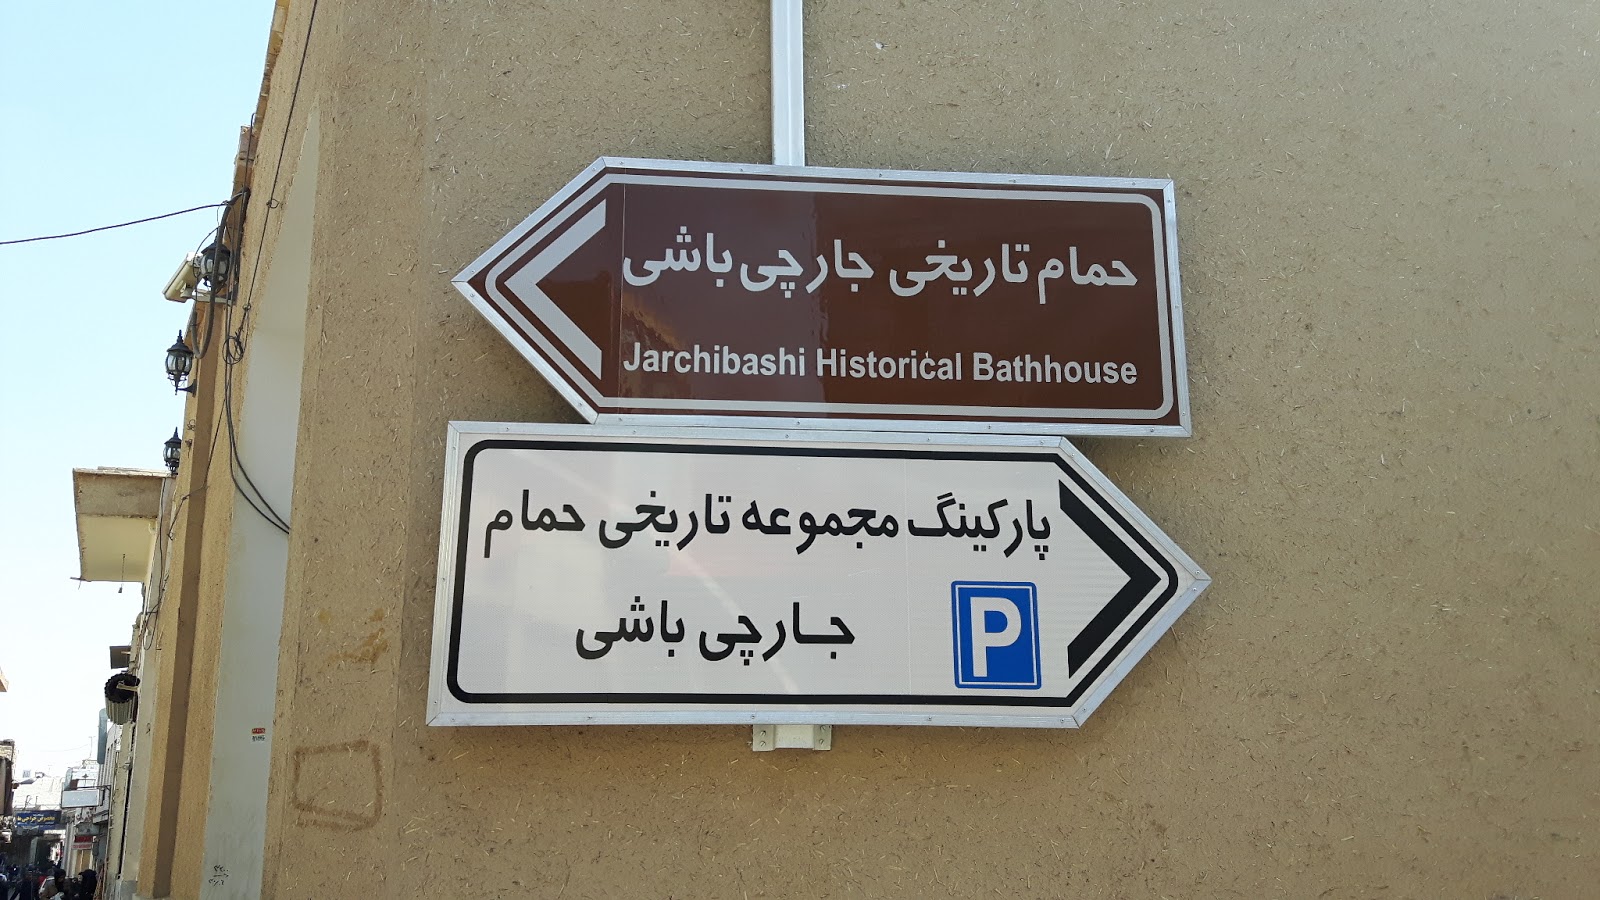 حمام تاریخی جارچی باشی
Jarchibashi Historical Bathhouse
پارکینگ مجموعه تاریخی حمام
جارچی باشی
P